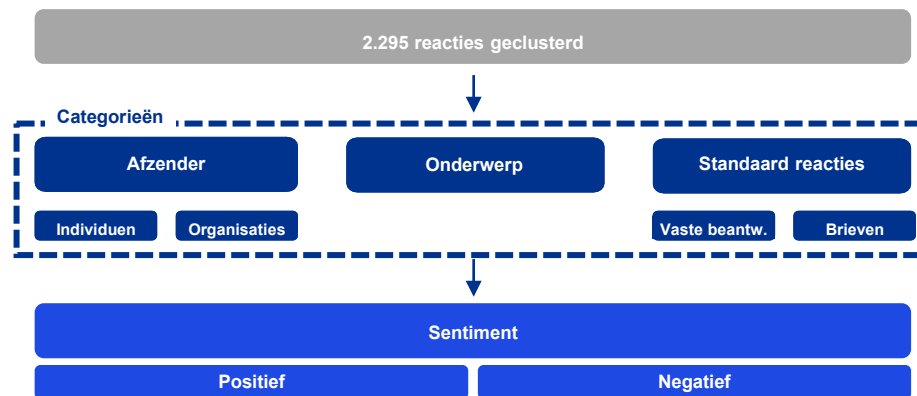 2.295 reacties geclusterd
Categorieën
Afzender
Onderwerp
Standaard reacties
Individuen
Organisaties
Vaste beantw.
Brieven
Sentiment
Positief
Negatief